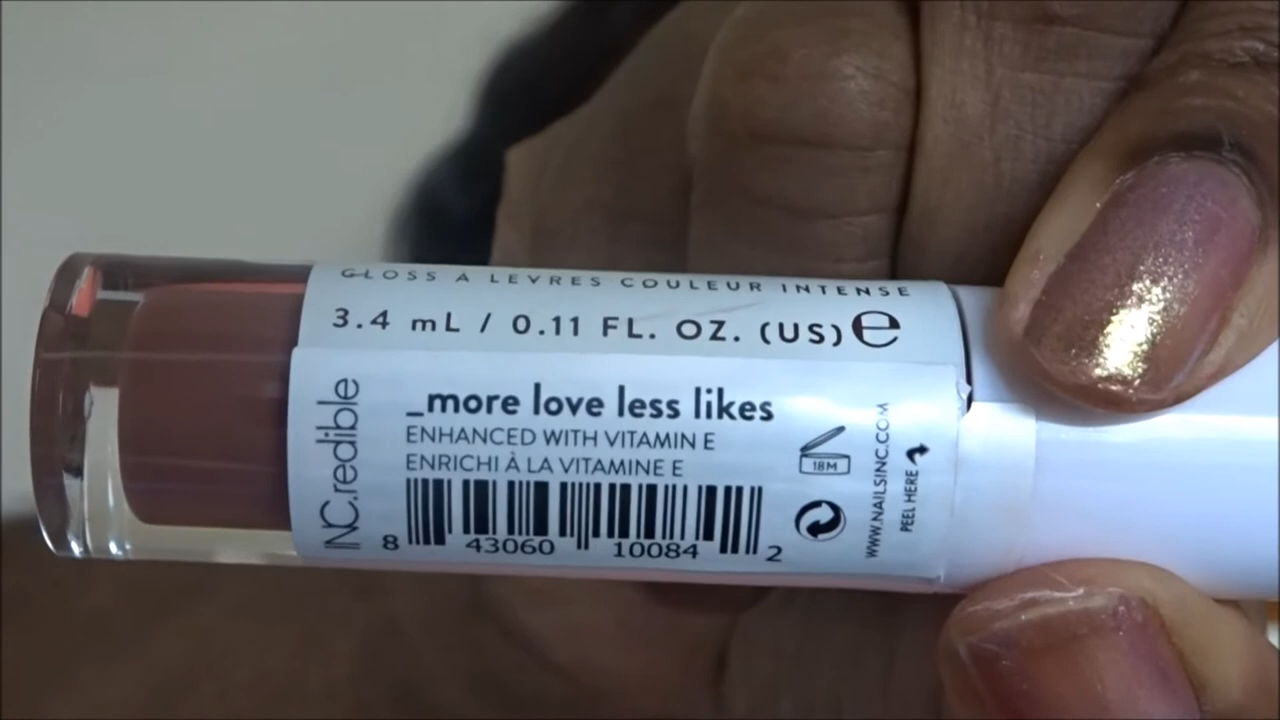 GLOSS A LEVRES COULEUR INTENSE
3.4 mL / 0.11 FL. OZ. (US) ℮
INC.redible
_more love less likes
ENHANCED WITH VITAMIN E
ENRICHI À LA VITAMINE E
8 43060 10084 2
18M
WWW.NAILSINC.COM
PEEL HERE